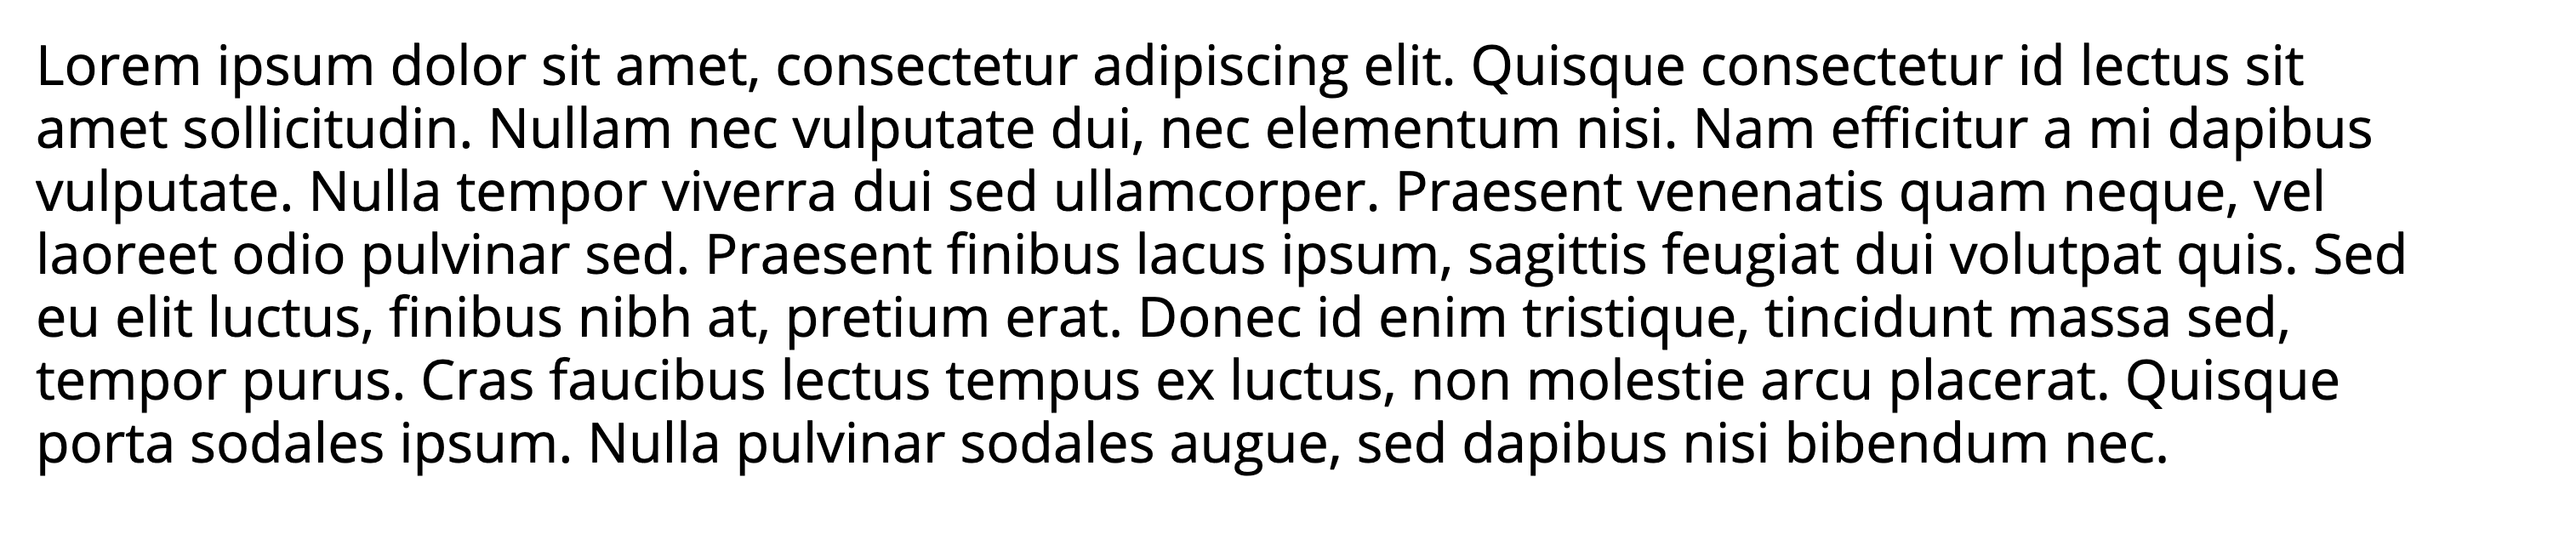 Lorem ipsum dolor sit amet, consectetur adipiscing elit. Quisque consectetur id lectus sit
amet sollicitudin. Nullam nec vulputate dui, nec elementum nisi. Nam efficitur a mi dapibus
vulputate. Nulla tempor viverra dui sed ullamcorper. Praesent venenatis quam neque, vel
laoreet odio pulvinar sed. Praesent finibus lacus ipsum, sagittis feugiat dui volutpat quis. Sed
eu elit luctus, finibus nibh at, pretium erat. Donec id enim tristique, tincidunt massa sed,
tempor purus. Cras faucibus lectus tempus ex luctus, non molestie arcu placerat. Quisque
porta sodales ipsum. Nulla pulvinar sodales augue, sed dapibus nisi bibendum nec.